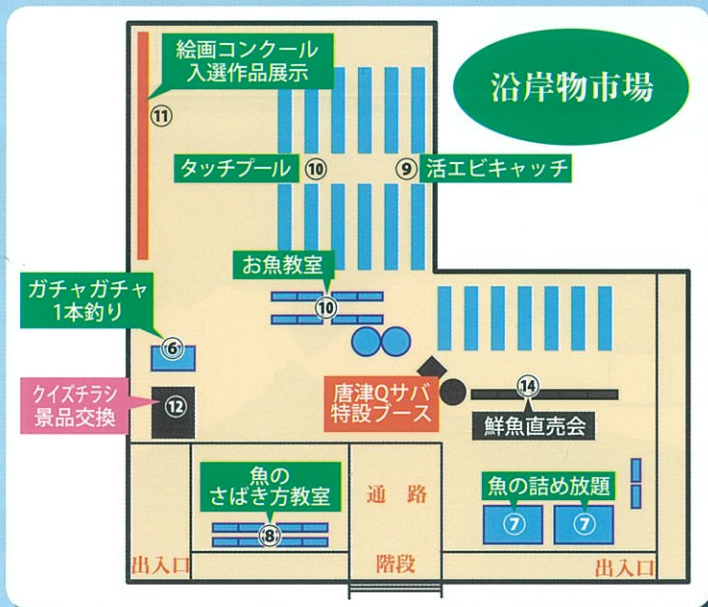 沿岸物市場
絵画コンクール
入選作品展示
⑪
タッチプール
⑩
⑨
活エビキャッチ
お魚教室
⑩
ガチャガチャ
1本釣り
⑥
クイズチラシ
景品交換
⑫
唐津Qサバ
特設ブース
⑭
鮮魚直売会
魚の
さばき方教室
⑧
通 路
魚の詰め放題
⑦
⑦
出入口
階段
出入口